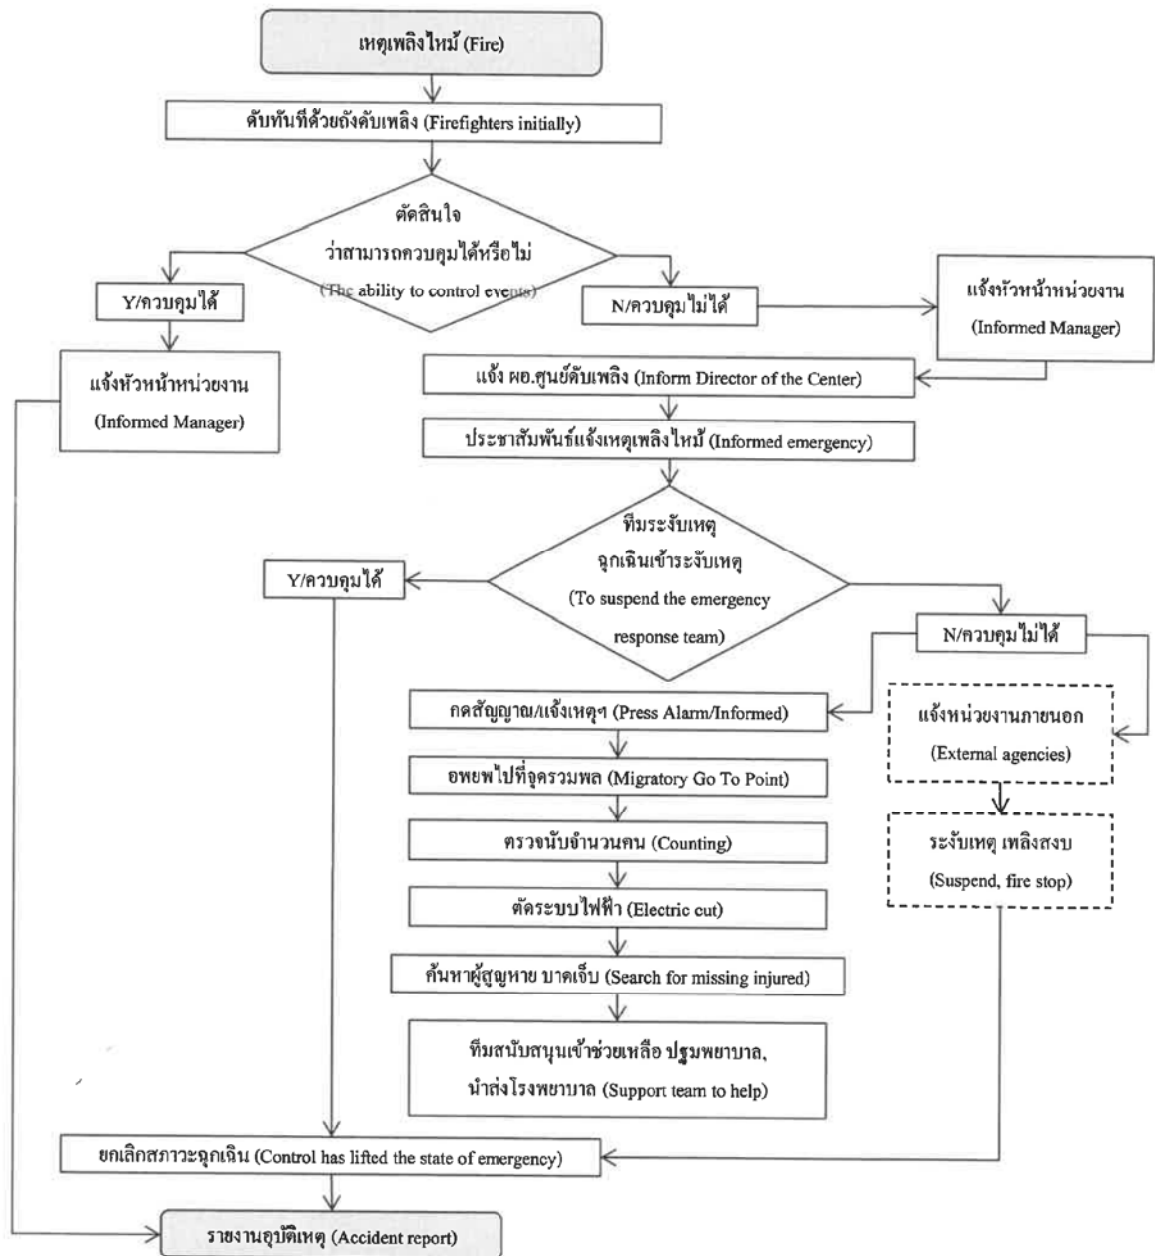 เหตุเพลิงไหม้ (Fire)
ดับทันทีด้วยถังดับเพลิง (Firefighters initially)
ตัดสินใจ
ว่าสามารถควบคุมได้หรือไม่
(The ability to control events)
Y/ควบคุมได้
N/ควบคุมไม่ได้
แจ้งหัวหน้าหน่วยงาน
(Informed Manager)
แจ้งหัวหน้าหน่วยงาน
(Informed Manager)
แจ้ง ผอ.ศูนย์ดับเพลิง (Inform Director of the Center)
ประชาสัมพันธ์แจ้งเหตุเพลิงไหม้ (Informed emergency)
ทีมระงับเหตุ
ฉุกเฉินเข้าระงับเหตุ
(To suspend the emergency
response team)
Y/ควบคุมได้
N/ควบคุมไม่ได้
กดสัญญาณ/แจ้งเหตุฯ (Press Alarm/Informed)
แจ้งหน่วยงานภายนอก
(External agencies)
อพยพไปที่จุดรวมพล (Migratory Go To Point)
ตรวจนับจำนวนคน (Counting)
ระงับเหตุ เพลิงสงบ
(Suspend, fire stop)
ตัดระบบไฟฟ้า (Electric cut)
ค้นหาผู้สูญหาย บาดเจ็บ (Search for missing injured)
ทีมสนับสนุนเข้าช่วยเหลือ ปฐมพยาบาล,
นำส่งโรงพยาบาล (Support team to help)
ยกเลิกสภาวะฉุกเฉิน (Control has lifted the state of emergency)
รายงานอุบัติเหตุ (Accident report)